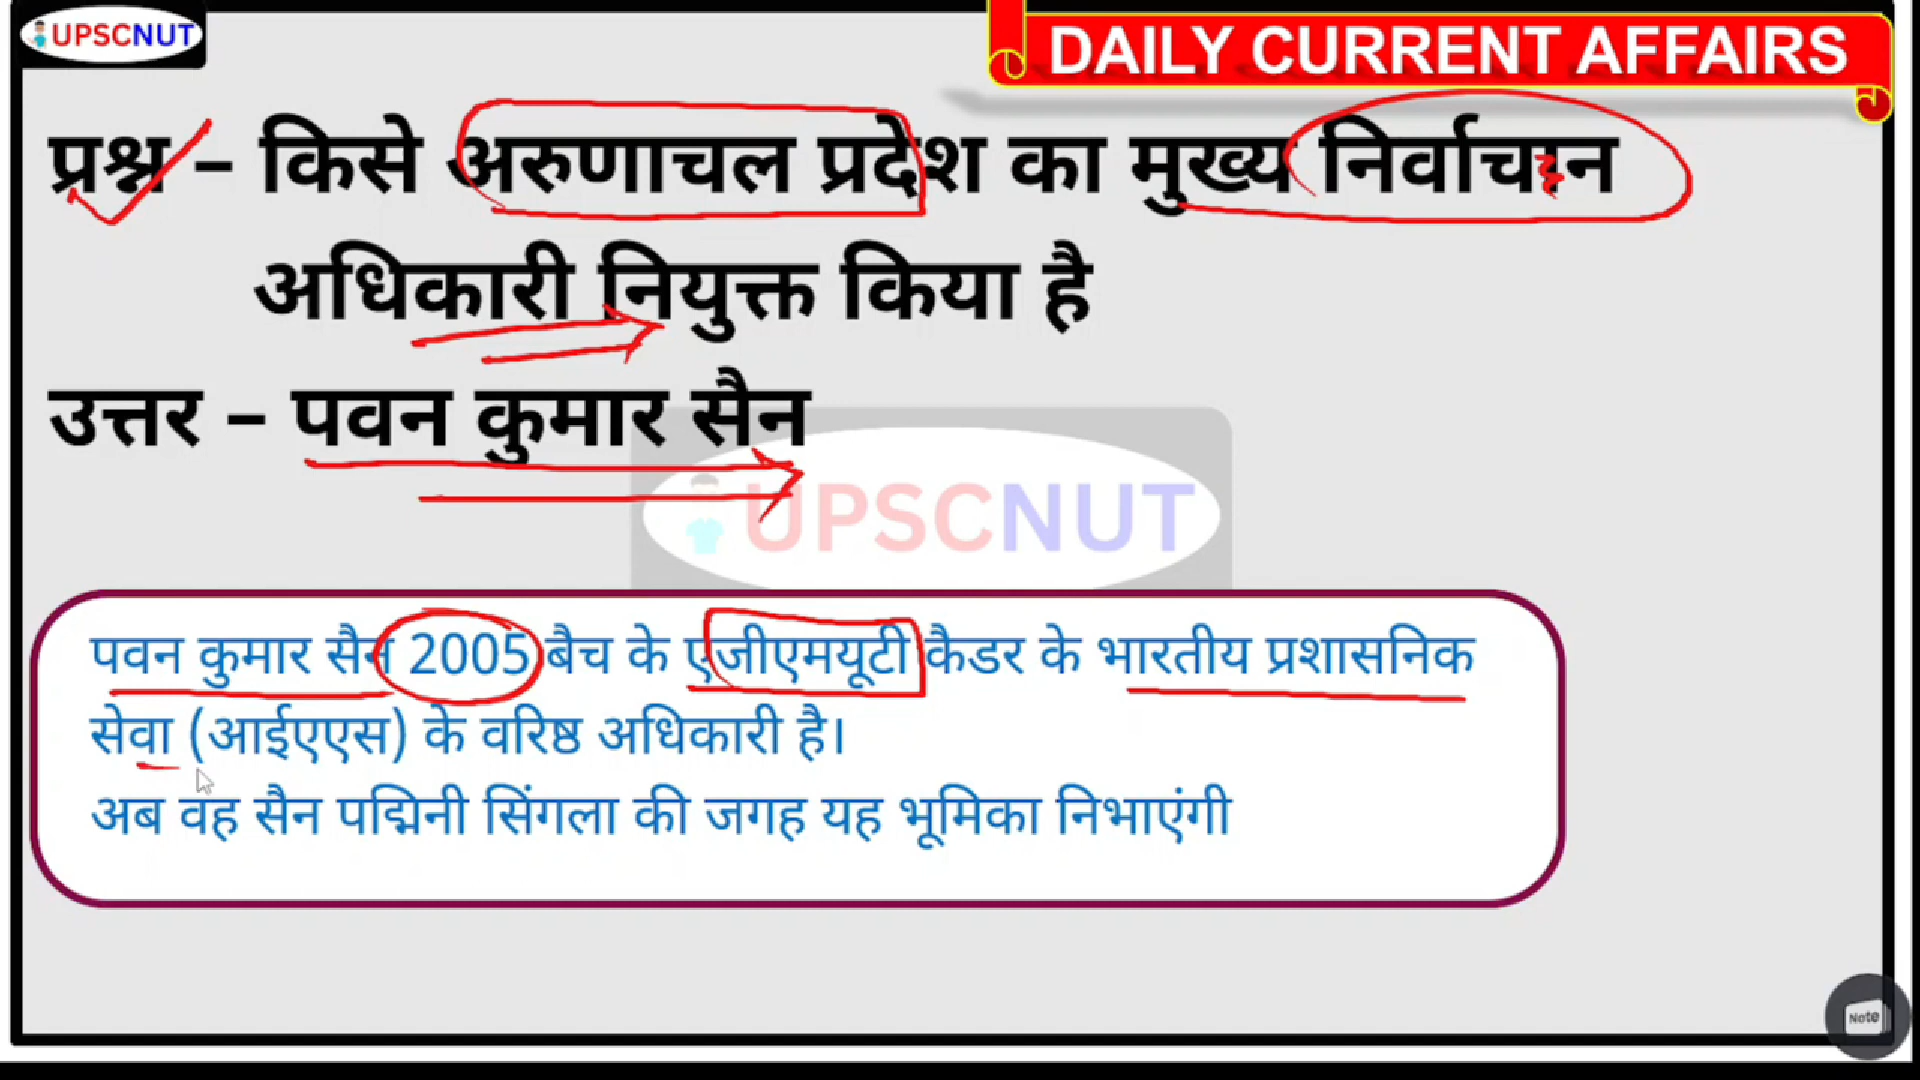 UPSCNUT
DAILY CURRENT AFFAIRS
प्रश्न – किसे अरुणाचल प्रदेश का मुख्य निर्वाचान
अधिकारी नियुक्त किया है
उत्तर – पवन कुमार सैन
UPSCNUT
पवन कुमार सैन 2005 बैच के एजीएमयूटी कैडर के भारतीय प्रशासनिक
सेवा (आईएएस) के वरिष्ठ अधिकारी है।
अब वह सैन पद्मिनी सिंगला की जगह यह भूमिका निभाएंगी
Note